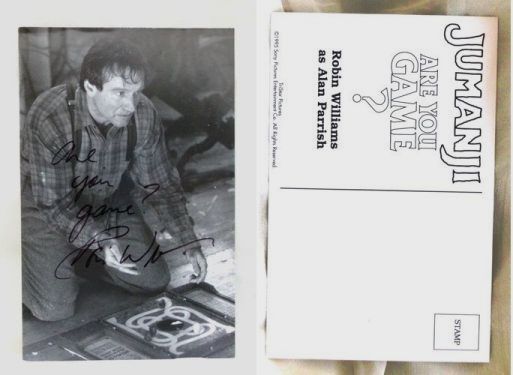 Are
you
game?
JUMANJI
ARE YOU
GAME
?
Robin Williams
as Alan Parrish
TriStar Pictures
©1995 Sony Pictures
Entertainment Co. All Rights Reserved.
STAMP